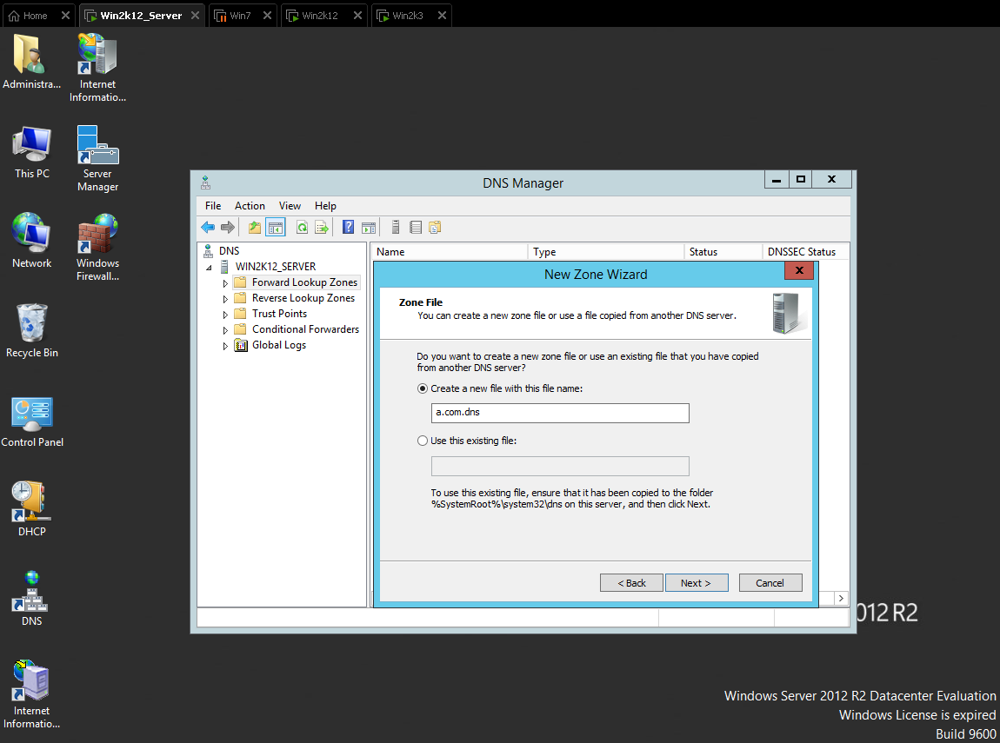 Home
Win2k12_Server
Win7
Win2k12
Win2k3
Administra...
Internet
Informatio...
This PC
Server
Manager
Network
Windows
Firewall...
Recycle Bin
Control Panel
DHCP
DNS
Internet
Informatio...
DNS Manager
File Action View Help
DNS
WIN2K12_SERVER
Forward Lookup Zones
Reverse Lookup Zones
Trust Points
Conditional Forwarders
Global Logs
Name Type Status DNSSEC Status
New Zone Wizard
Zone File
You can create a new zone file or use a file copied from another DNS server.
Do you want to create a new zone file or use an existing file that you have copied
from another DNS server?
Create a new file with this file name:
a.com.dns
Use this existing file:
To use this existing file, ensure that it has been copied to the folder
%SystemRoot%\system32\dns on this server, and then click Next.
< Back Next > Cancel
012 R2
Windows Server 2012 R2 Datacenter Evaluation
Windows License is expired
Build 9600